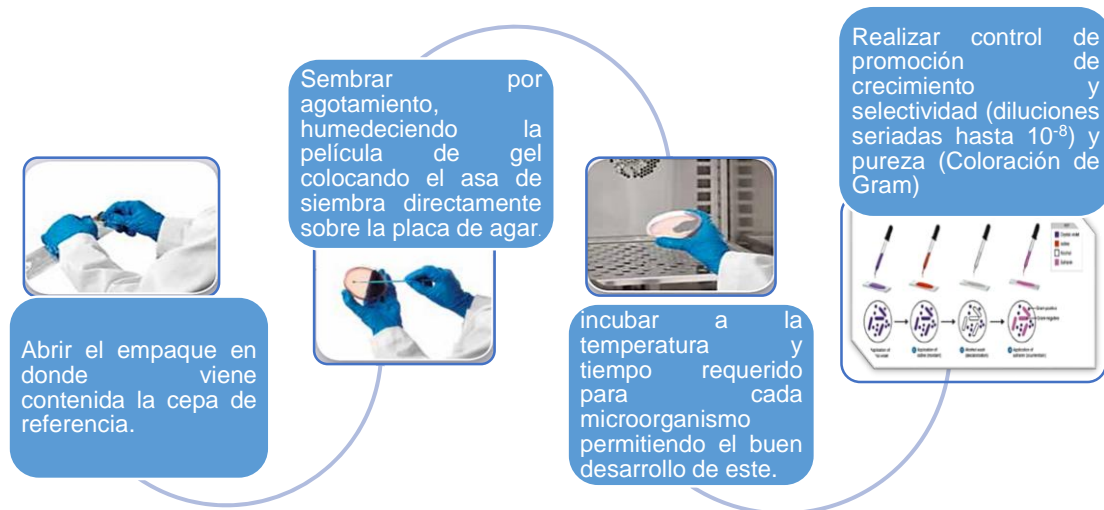 Abrir el empaque en
donde viene
contenida la cepa de
referencia.
Sembrar por
agotamiento,
humedeciendo la
película de gel
colocando el asa de
siembra directamente
sobre la placa de agar.
incubar a la
temperatura y
tiempo requerido
para cada
microorganismo
permitiendo el buen
desarrollo de este.
Realizar control de
promoción de
crecimiento y
selectividad (diluciones
seriadas hasta 10⁻⁸) y
pureza (Coloración de
Gram)